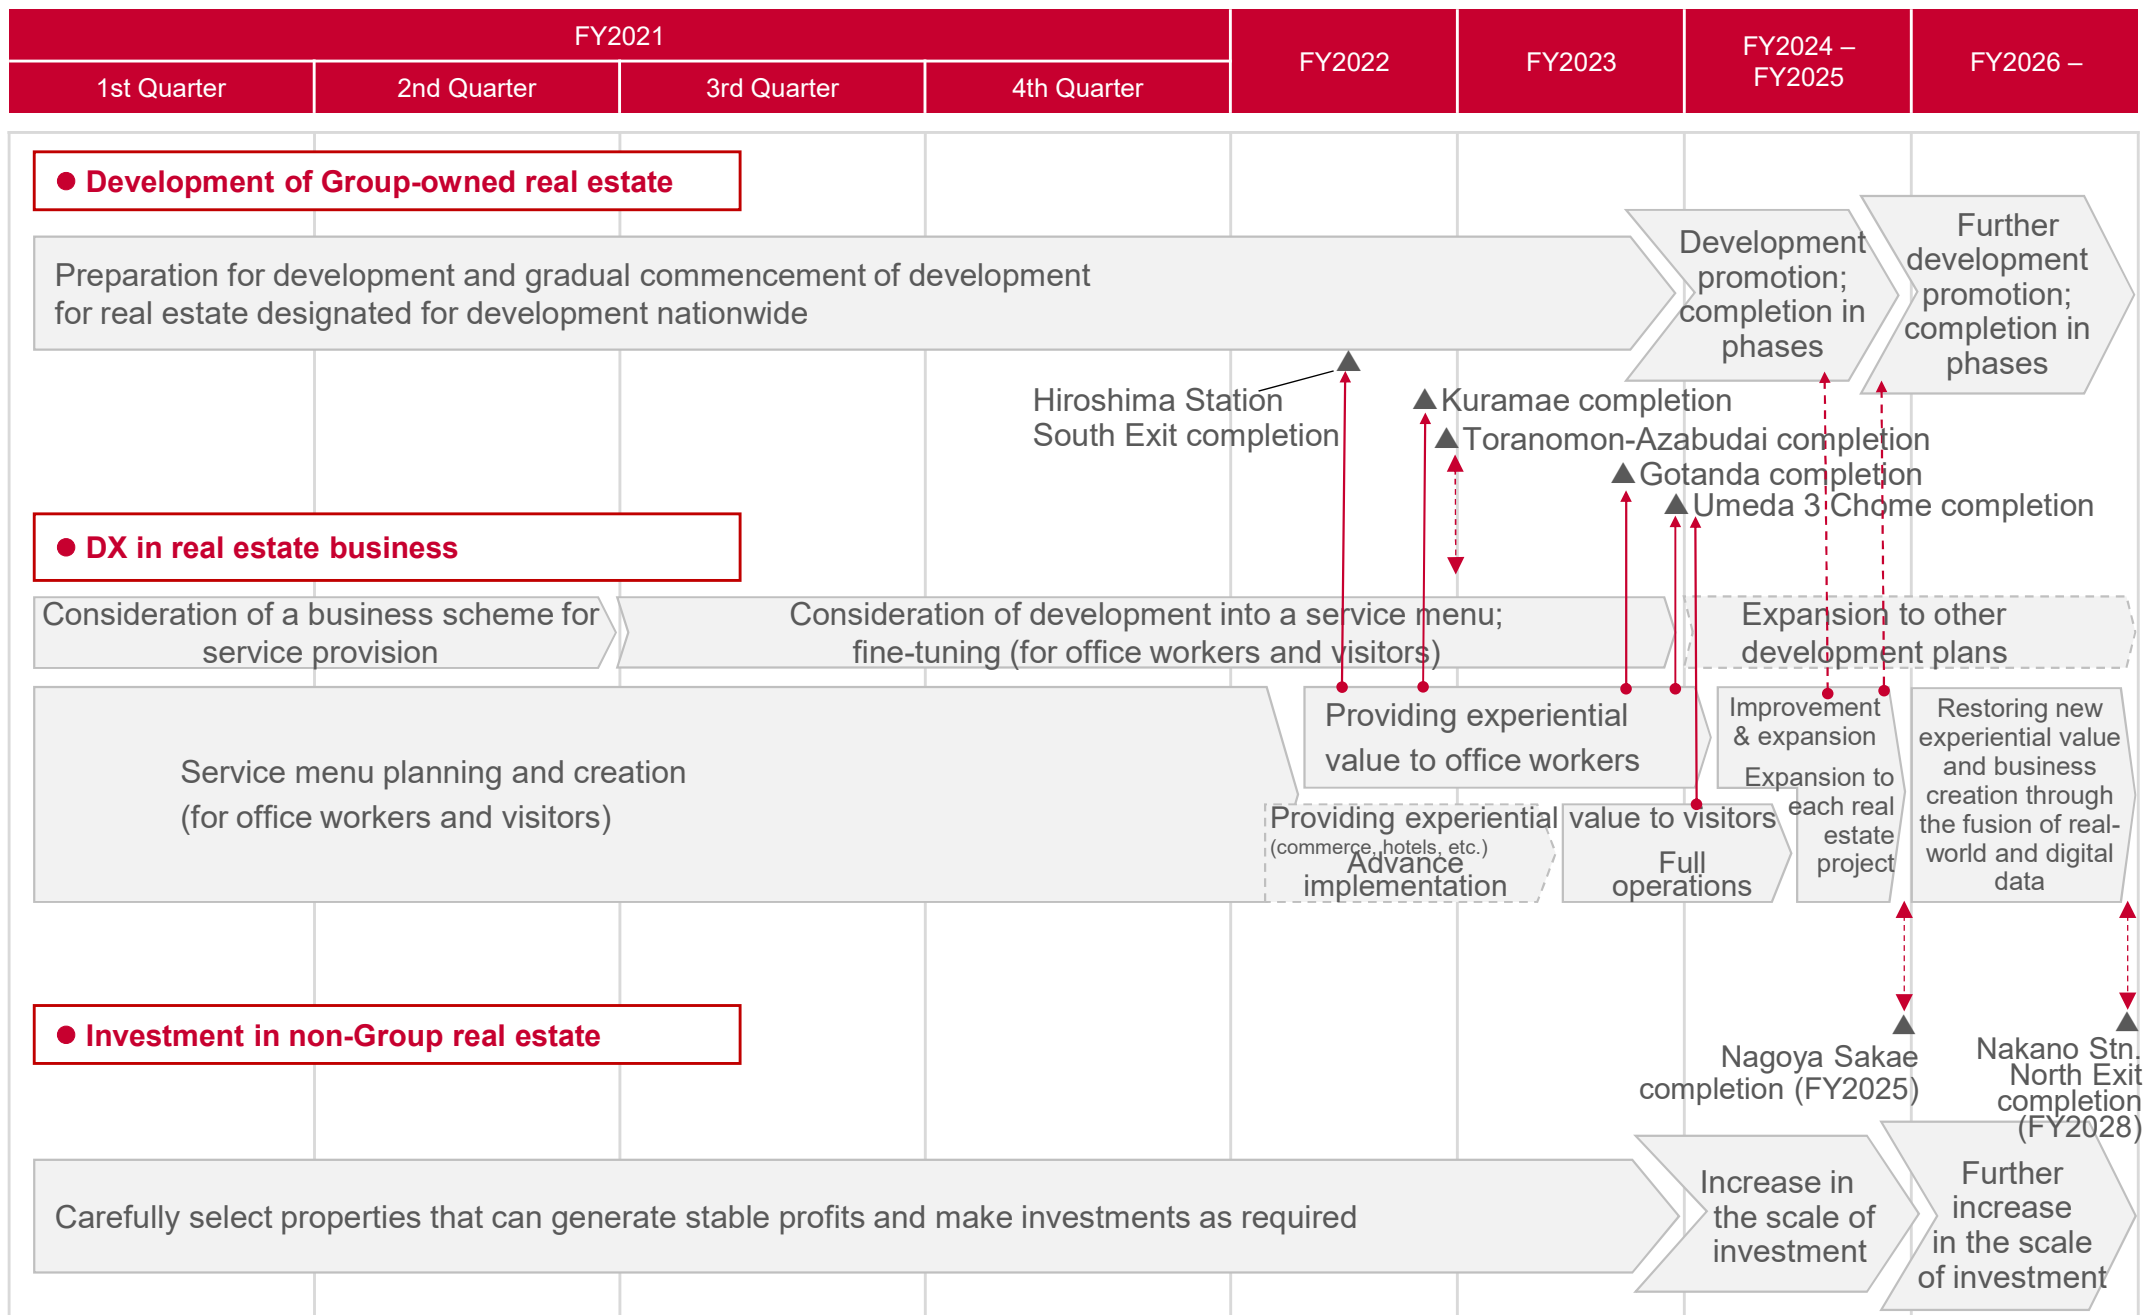 FY2021
1st Quarter
2nd Quarter
3rd Quarter
4th Quarter
FY2022
FY2023
FY2024 –
FY2025
FY2026 –
● Development of Group-owned real estate
Preparation for development and gradual commencement of development
for real estate designated for development nationwide
Development
promotion;
completion in
phases
Further
development
promotion;
completion in
phases
Hiroshima Station
South Exit completion
▲Kuramae completion
▲Toranomon-Azabudai completion
▲Gotanda completion
▲Umeda 3 Chome completion
● DX in real estate business
Consideration of a business scheme for
service provision
Consideration of development into a service menu;
fine-tuning (for office workers and visitors)
Expansion to other
development plans
Service menu planning and creation
(for office workers and visitors)
Providing experiential
value to office workers
Providing experiential value to visitors
(commerce, hotels, etc.)
Advance
implementation
Full
operations
Improvement
& expansion
Expansion to
each real
estate
project
Restoring new
experiential value
and business
creation through
the fusion of real-
world and digital
data
● Investment in non-Group real estate
Nagoya Sakae
completion (FY2025)
Nakano Stn.
North Exit
completion
(FY2028)
Carefully select properties that can generate stable profits and make investments as required
Increase in
the scale of
investment
Further
increase
in the scale
of investment